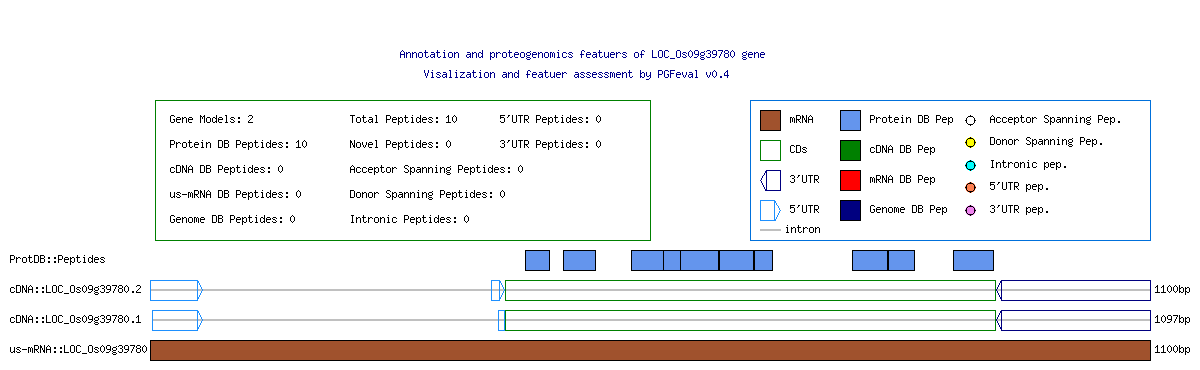 Annotation and proteogenomics featuers of LOC_Os09g39780 gene
Visalization and featuer assessment by PGFeval v0.4
Gene Models: 2 Total Peptides: 10 5'UTR Peptides: 0
Protein DB Peptides: 10 Novel Peptides: 0 3'UTR Peptides: 0
cDNA DB Peptides: 0 Acceptor Spanning Peptides: 0
us-mRNA DB Peptides: 0 Donor Spanning Peptides: 0
Genome DB Peptides: 0 Intronic Peptides: 0
mRNA Protein DB Pep Acceptor Spanning Pep.
CDs cDNA DB Pep Donor Spanning Pep.
3'UTR mRNA DB Pep Intronic pep.
5'UTR Genome DB Pep 5'UTR pep.
intron 3'UTR pep.
ProtDB::Peptides
cDNA::LOC_Os09g39780.2 1100bp
cDNA::LOC_Os09g39780.1 1097bp
us-mRNA::LOC_Os09g39780 1100bp